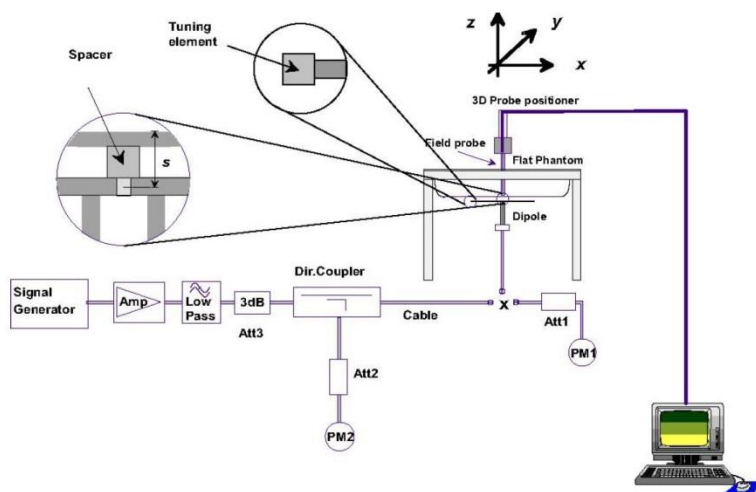 Tuning
element
Spacer
s
z
y
x
3D Probe positioner
Field probe
Flat Phantom
Dipole
Signal
Generator
Amp
Low
Pass
3dB
Att3
Dir.Coupler
Cable
x
Att1
PM1
Att2
PM2